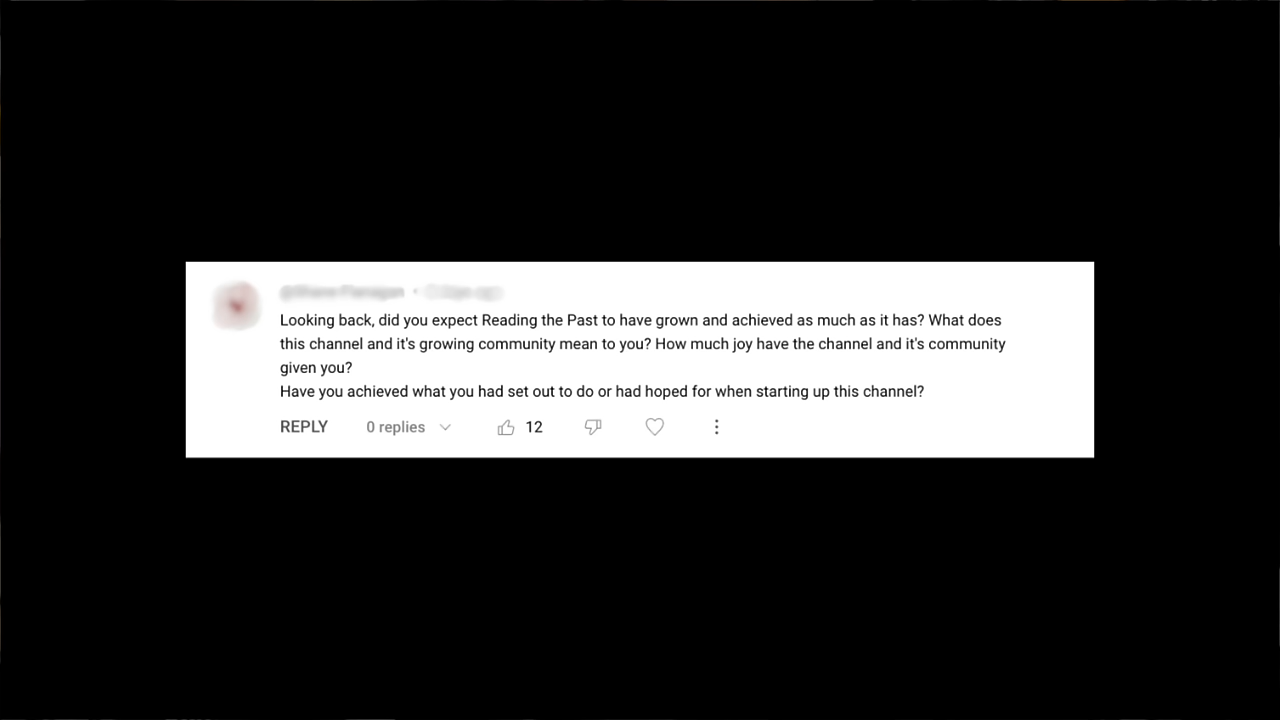 Looking back, did you expect Reading the Past to have grown and achieved as much as it has? What does
this channel and it's growing community mean to you? How much joy have the channel and it's community
given you?
Have you achieved what you had set out to do or had hoped for when starting up this channel?
REPLY 0 replies 12